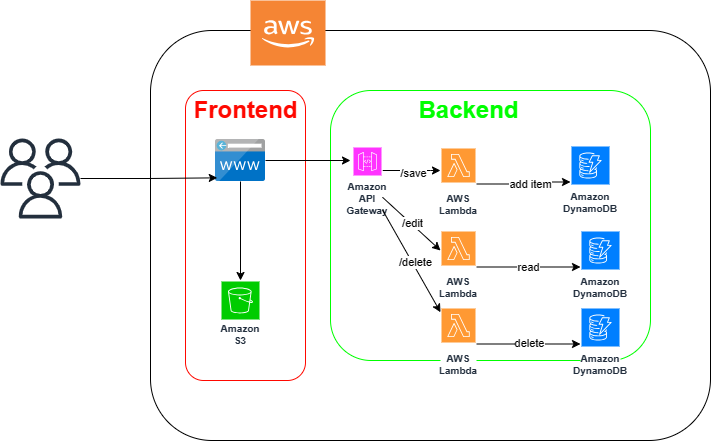 aws
Frontend
Backend
WWW
Amazon
API
Gateway
/save
AWS
Lambda
add item
Amazon
DynamoDB
/edit
/delete
AWS
Lambda
read
Amazon
DynamoDB
Amazon
S3
AWS
Lambda
delete
Amazon
DynamoDB